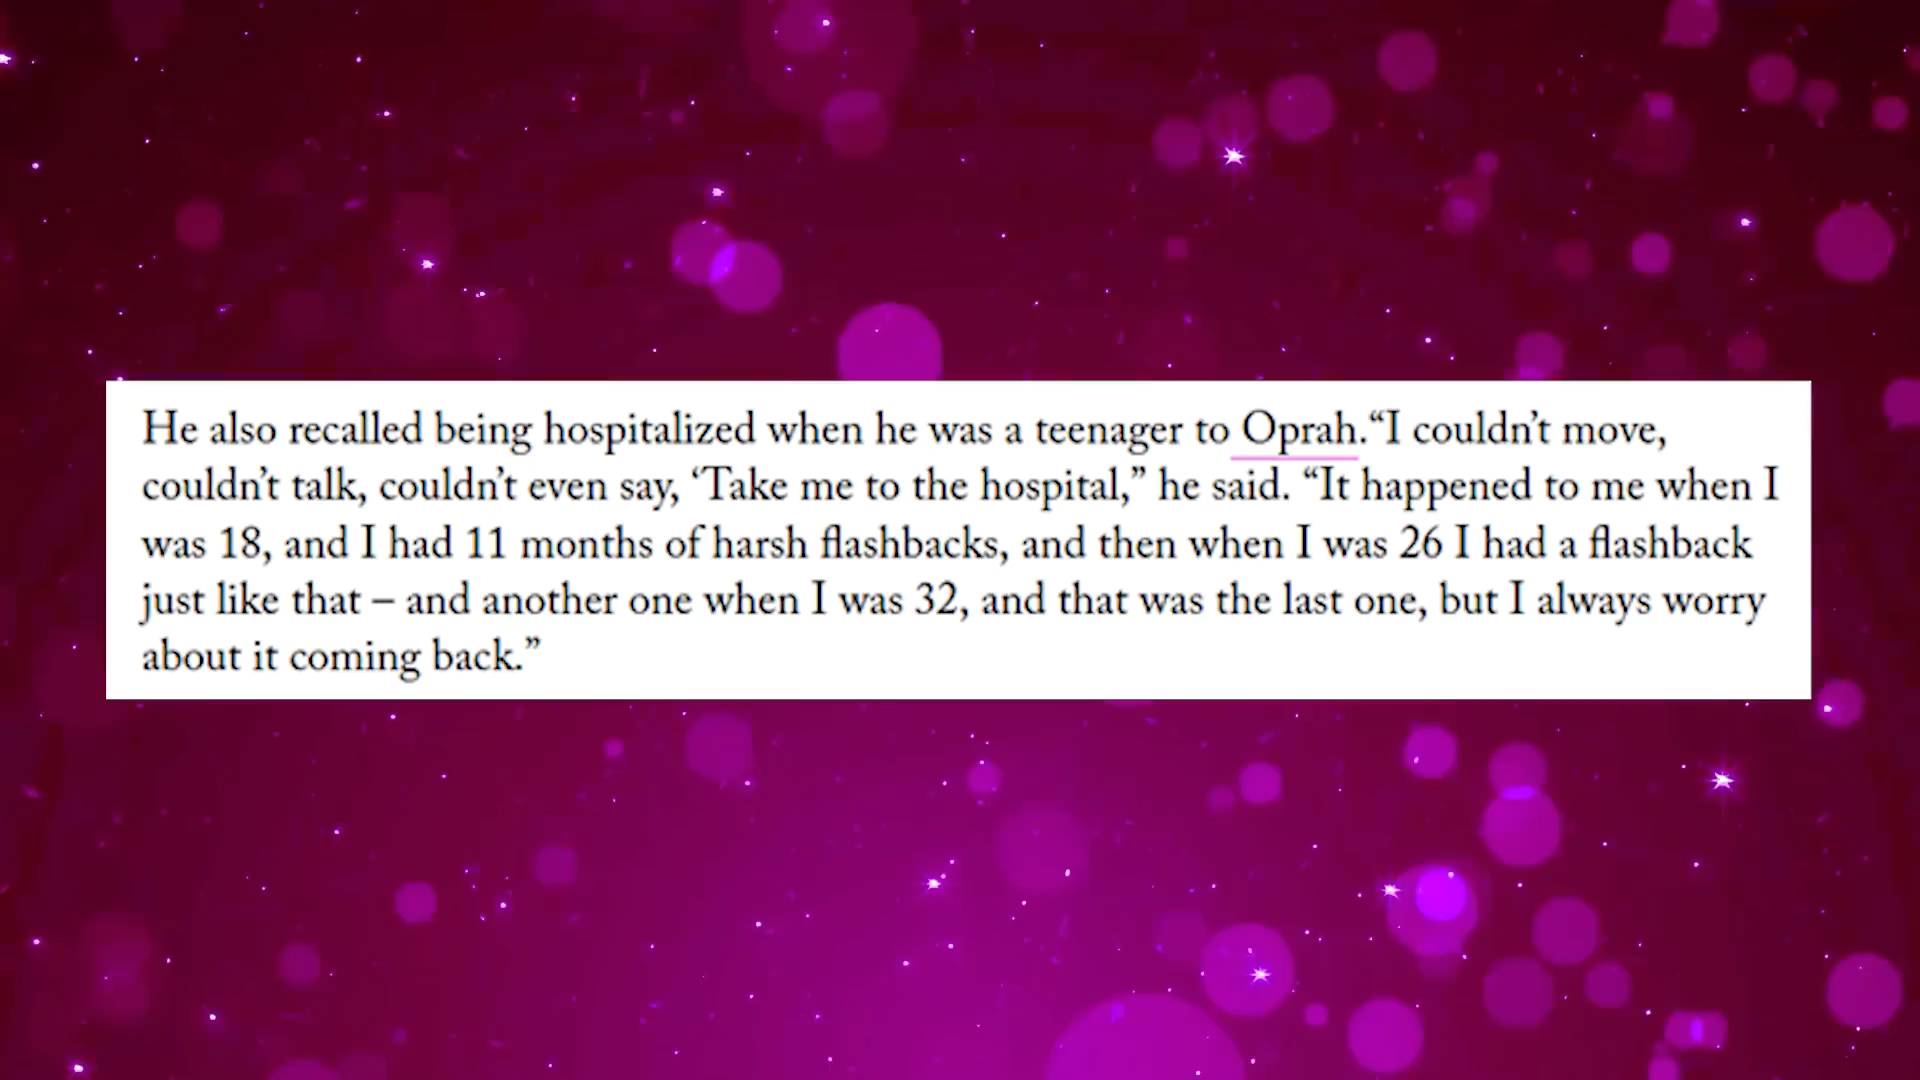 He also recalled being hospitalized when he was a teenager to Oprah.“I couldn’t move,
couldn’t talk, couldn’t even say, ‘Take me to the hospital,” he said. “It happened to me when I
was 18, and I had 11 months of harsh flashbacks, and then when I was 26 I had a flashback
just like that – and another one when I was 32, and that was the last one, but I always worry
about it coming back.”